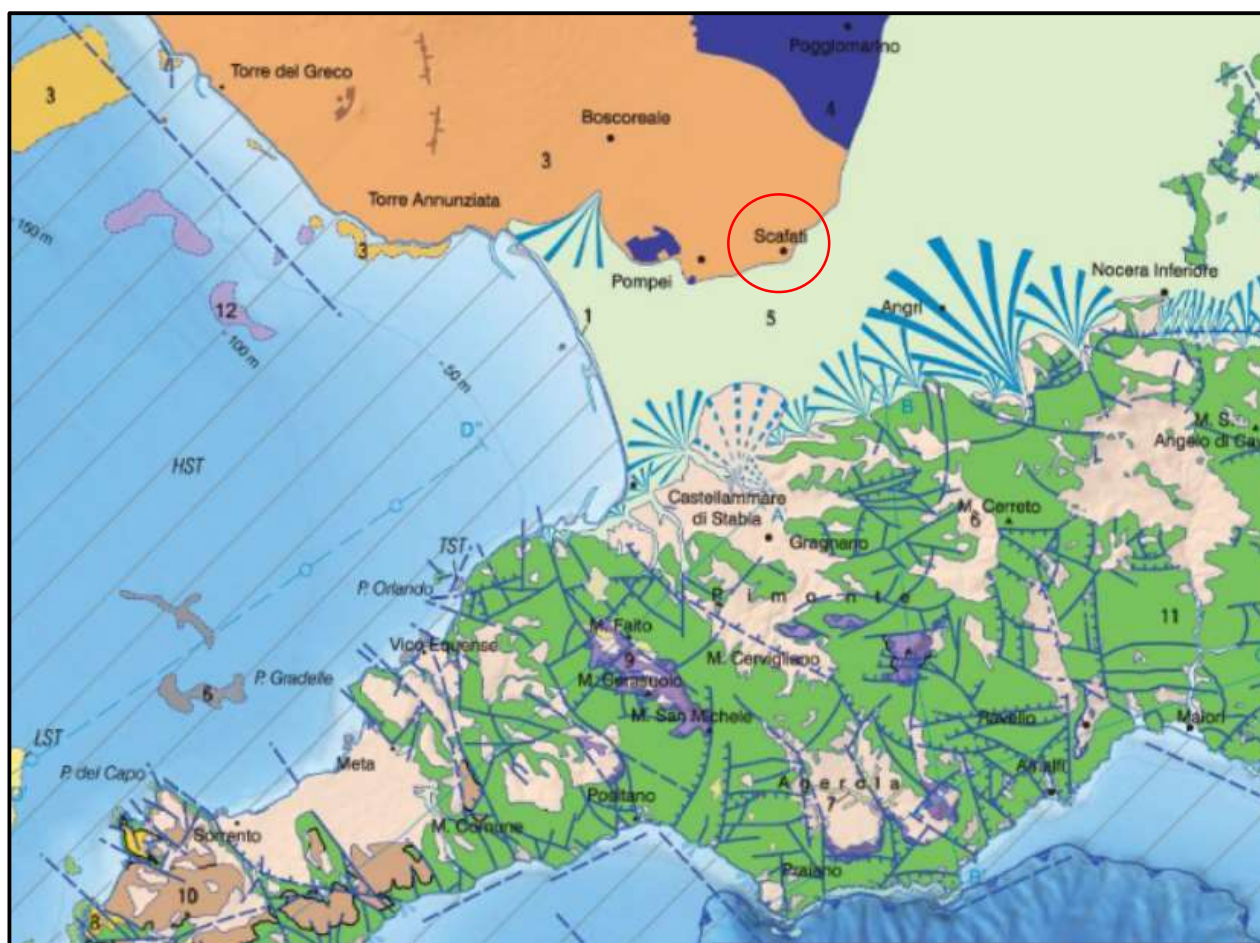 Poggiomarino
Torre del Greco
3
4
Boscoreale
3
Torre Annunziata
Scafati
- 150 m
3
Pompei
Nocera Inferiore
12
1
5
Angri
- 100 m
- 50 m
D"
B
M. S.
Angelo di Ca
HST
Castellammare
di Stabia
A
M. Cerreto
6
Gragnano
TST
P. Orlando
Pimonte
11
M. Faito
Vico Equense
9
M. Cervigliano
P. Gradelle
6
M. Cerasuolo
M. San Michele
Ravello
Maiori
LST
Meta
P. del Capo
Amalfi
Agerola
7
Positano
Sorrento
M. Comune
Praiano
B'
10
8